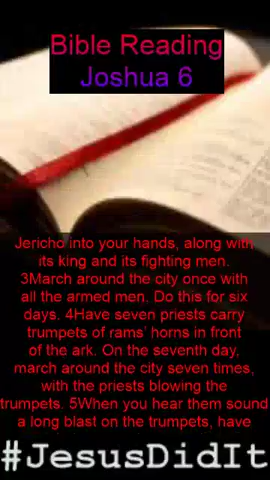 Bible Reading
Joshua 6
Jericho into your hands, along with
its king and its fighting men.
3March around the city once with
all the armed men. Do this for six
days. 4Have seven priests carry
trumpets of rams’ horns in front
of the ark. On the seventh day,
march around the city seven times,
with the priests blowing the
trumpets. 5When you hear them sound
a long blast on the trumpets, have
#JesusDidIt